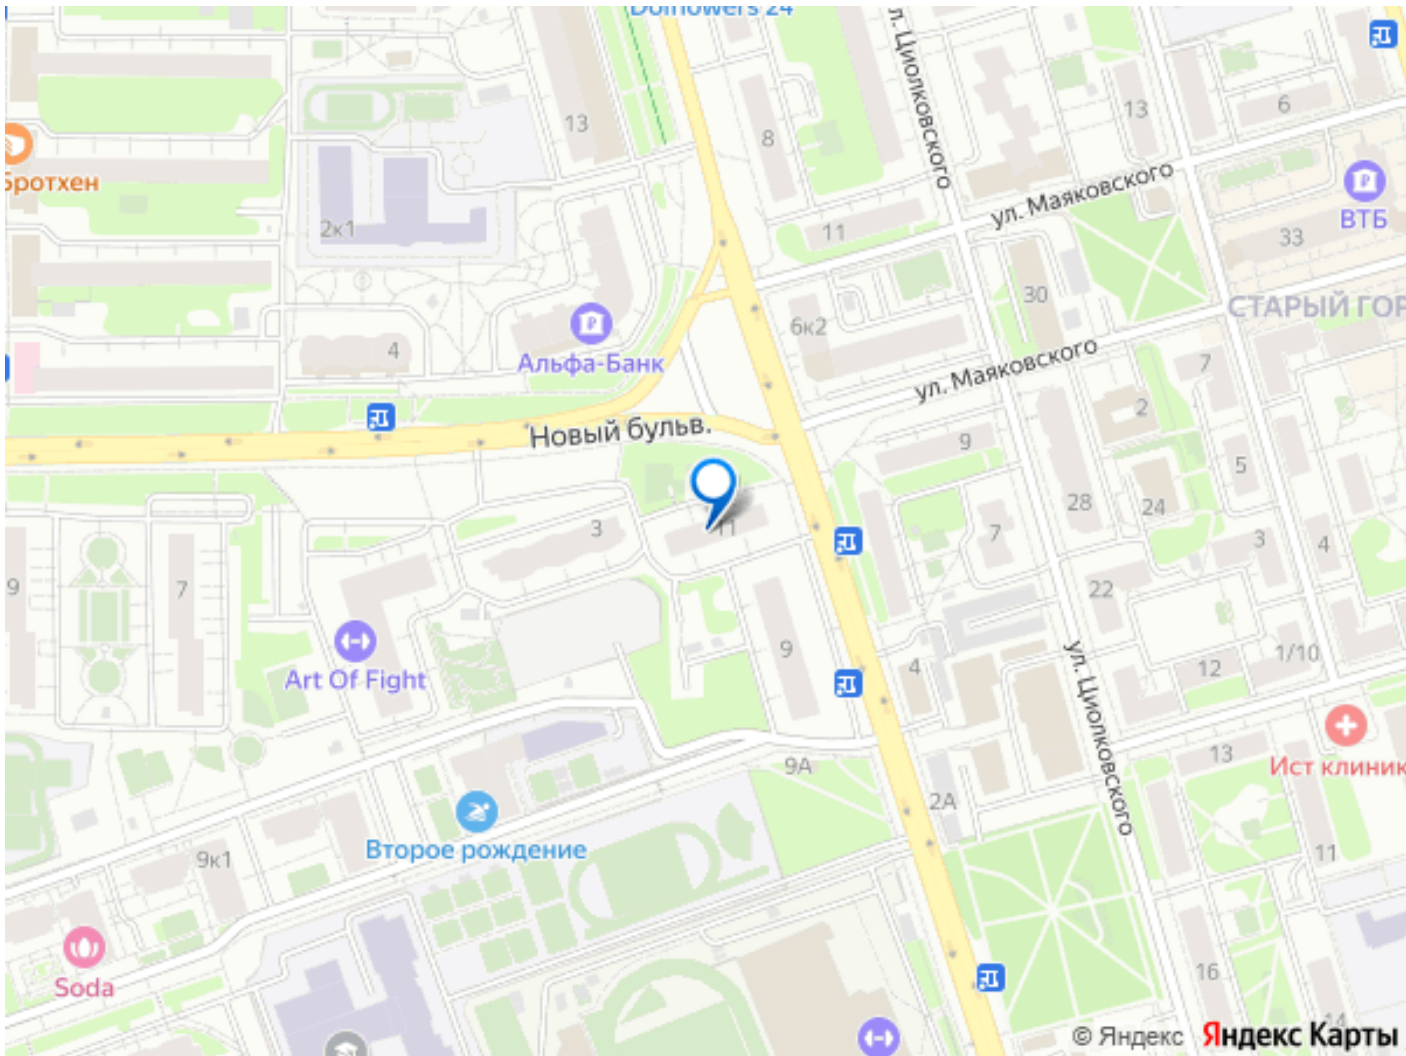 Domowers 24
ул. Циолковского
13
8
13
6
Бротхен
2к1
ул. Маяковского
ВТБ
11
33
30
СТАРЫЙ ГОР
6к2
Альфа-Банк
4
ул. Маяковского
7
2
Новый бульв.
9
5
28
24
3
11
7
3
4
9
7
22
Art Of Fight
9
4
12
1/10
ул. Циолковского
13
Ист клиник
9А
2А
Второе рождение
9к1
11
Soda
16
14
© Яндекс Яндекс Карты